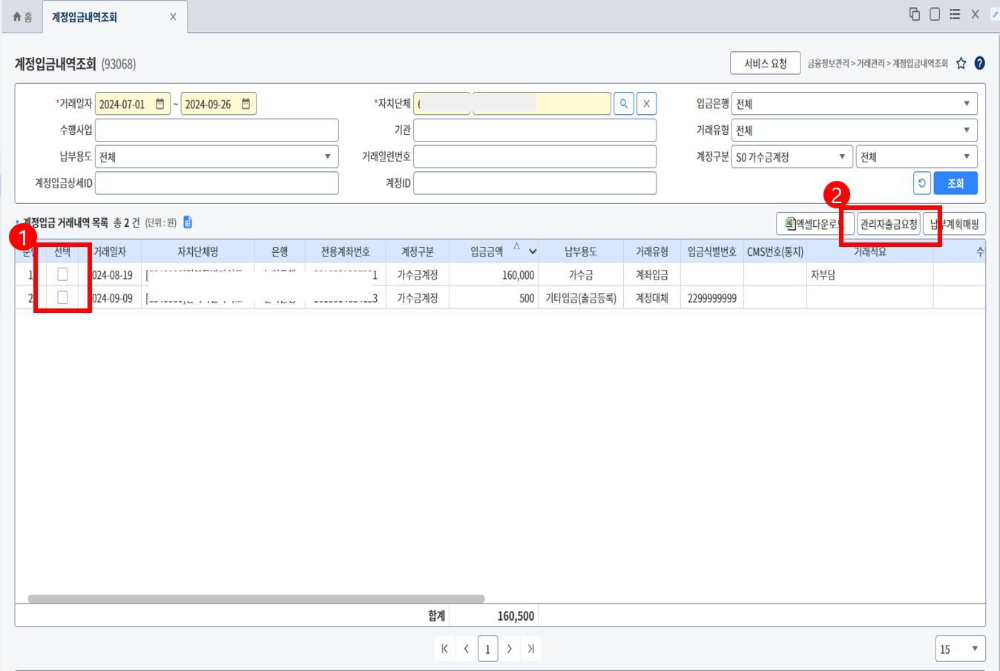 홈 계정입금내역조회 X
계정입금내역조회 (93068) 서비스 요청 금융정보관리 > 거래관리 > 계정입금내역조회
*거래일자 2024-07-01 ~ 2024-09-26 *자치단체 입금은행 전체
수행사업 기관 거래유형 전체
납부용도 전체 거래일련번호 계정구분 S0 가수금계정 전체
계정입금상세ID 계정ID 조회
2
계정입금 거래내역 목록 총 2 건 (단위 : 원) 엑셀다운로드 관리자출금요청 납부계획매핑
1
선택 거래일자 자치단체명 은행 전용계좌번호 계정구분 입금금액 납부용도 거래유형 입금식별번호 CMS번호(통지) 거래적요
1 024-08-19 가수금계정 160,000 가수금 계좌입금 자부담
2 024-09-09 가수금계정 500 기타입금(출금등록) 계정대체 2299999999
합계 160,500
1 15